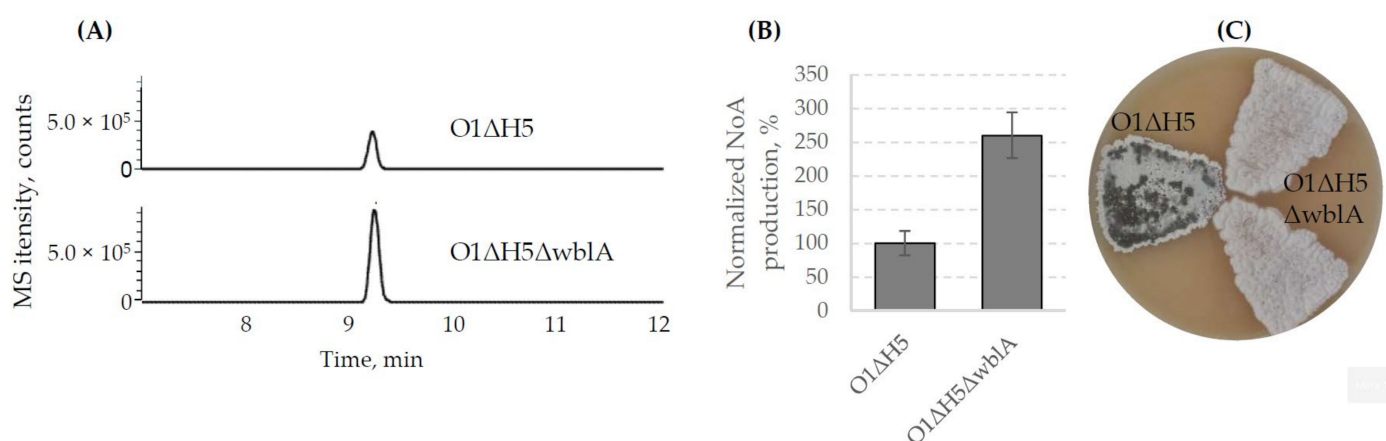 (A)
MS itensity, counts
5.0 × 10⁵
0
O1ΔH5
5.0 × 10⁵
0
O1ΔH5ΔwblA
8 9 10 11 12
Time, min
(B)
Normalized NoA
production, %
350
300
250
200
150
100
50
0
O1ΔH5
O1ΔH5ΔwblA
(C)
O1ΔH5
O1ΔH5
ΔwblA